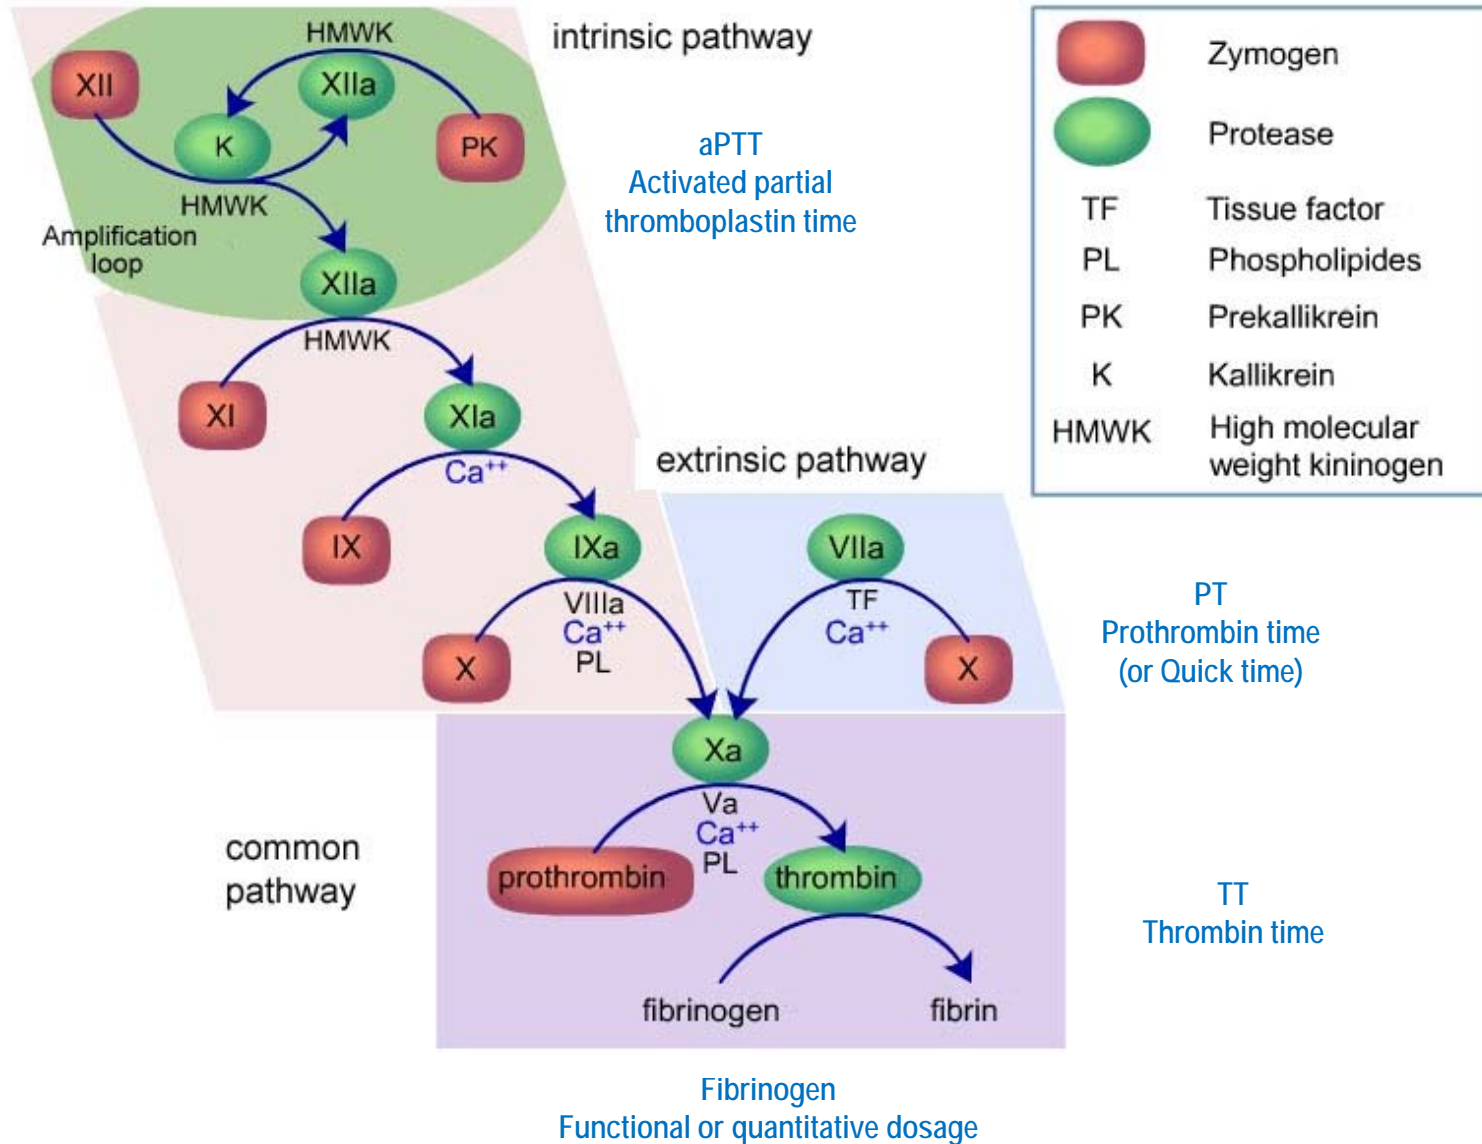 HMWK
intrinsic pathway
XII
XIIa
K
PK
HMWK
Amplification
loop
XIIa
HMWK
aPTT
Activated partial
thromboplastin time
XI
XIa
Ca++
IX
IXa
VIIIa
Ca++
PL
X
extrinsic pathway
VIIa
TF
Ca++
X
PT
Prothrombin time
(or Quick time)
Xa
Va
Ca++
PL
common
pathway
prothrombin
thrombin
fibrinogen
fibrin
TT
Thrombin time
Fibrinogen
Functional or quantitative dosage
Zymogen
Protease
TF Tissue factor
PL Phospholipides
PK Prekallikrein
K Kallikrein
HMWK High molecular
weight kininogen